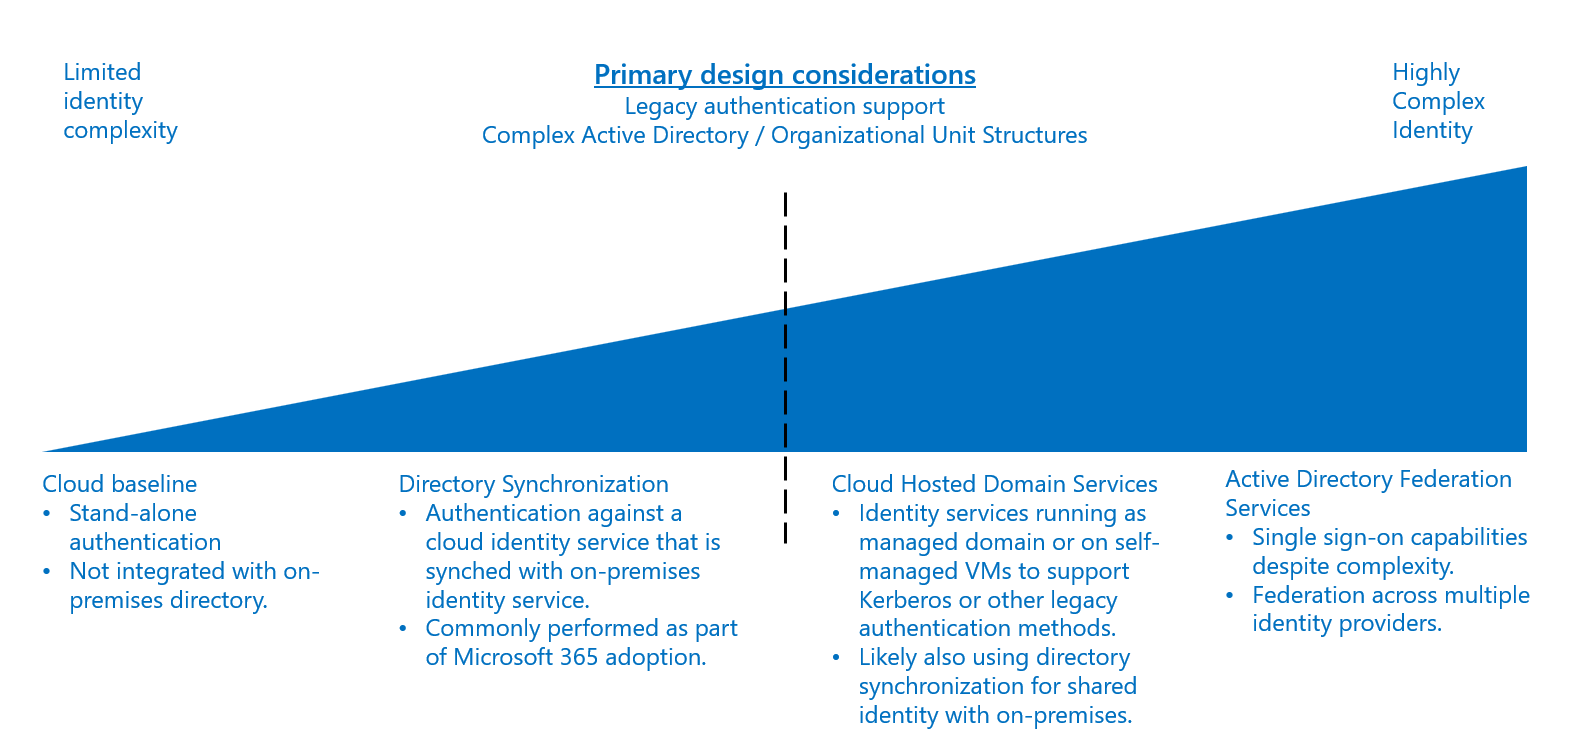 Limited
identity
complexity
Primary design considerations
Legacy authentication support
Complex Active Directory / Organizational Unit Structures
Highly
Complex
Identity
Cloud baseline
• Stand-alone
authentication
• Not integrated with on-
premises directory.
Directory Synchronization
• Authentication against a
cloud identity service that is
synched with on-premises
identity service.
• Commonly performed as part
of Microsoft 365 adoption.
Cloud Hosted Domain Services
• Identity services running as
managed domain or on self-
managed VMs to support
Kerberos or other legacy
authentication methods.
• Likely also using directory
synchronization for shared
identity with on-premises.
Active Directory Federation
Services
• Single sign-on capabilities
despite complexity.
• Federation across multiple
identity providers.